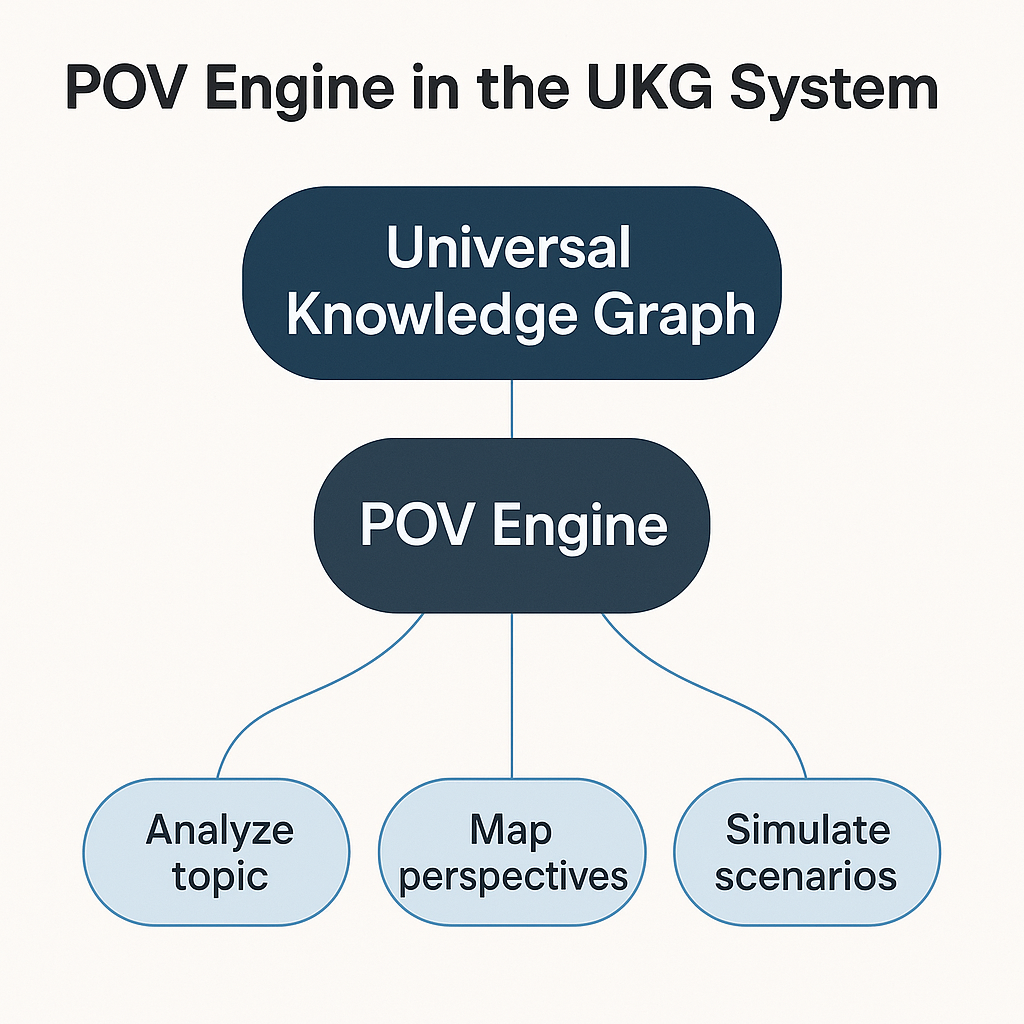 POV Engine in the UKG System
Universal
Knowledge Graph
POV Engine
Analyze
topic
Map
perspectives
Simulate
scenarios